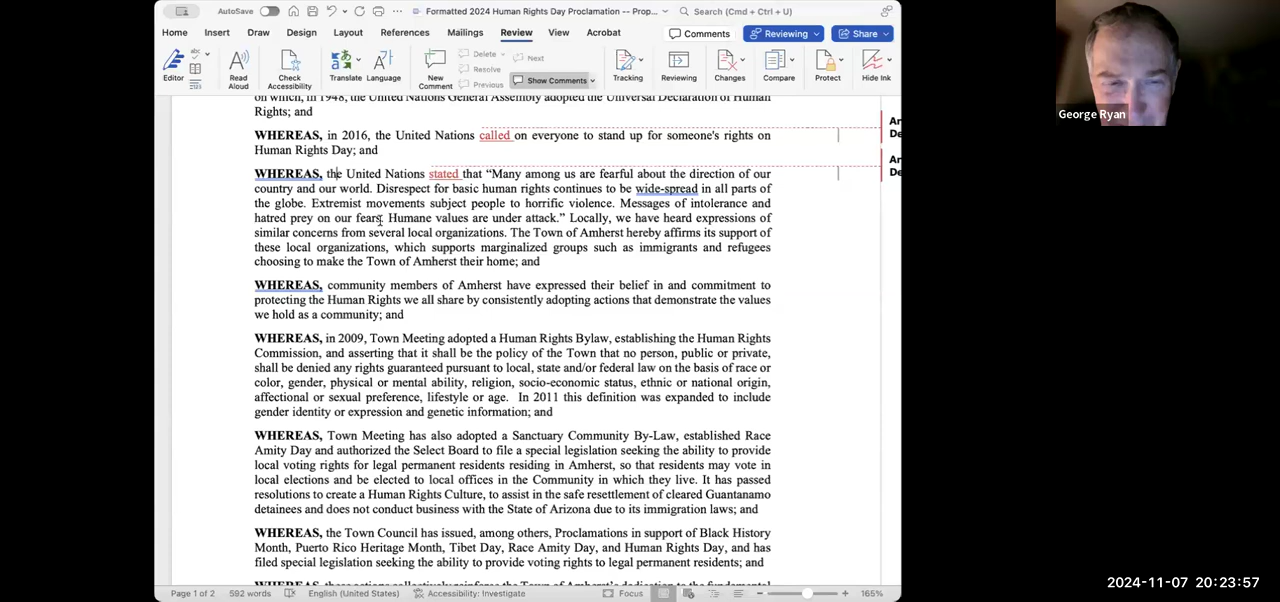 AutoSave
Formatted 2024 Human Rights Day Proclamation -- Prop...
Search (Cmd + Ctrl + U)
Home Insert Draw Design Layout References Mailings Review View Acrobat
Comments Reviewing Share
Editor
Read Aloud
Check Accessibility
Translate Language
New Comment
Delete
Resolve
Previous
Next
Show Comments
Tracking Reviewing Changes Compare Protect Hide Ink
on which, in 1948, the United Nations General Assembly adopted the Universal Declaration of Human
Rights; and
WHEREAS, in 2016, the United Nations called on everyone to stand up for someone's rights on
Human Rights Day; and
WHEREAS, the United Nations stated that “Many among us are fearful about the direction of our
country and our world. Disrespect for basic human rights continues to be wide-spread in all parts of
the globe. Extremist movements subject people to horrific violence. Messages of intolerance and
hatred prey on our fears. Humane values are under attack.” Locally, we have heard expressions of
similar concerns from several local organizations. The Town of Amherst hereby affirms its support of
these local organizations, which supports marginalized groups such as immigrants and refugees
choosing to make the Town of Amherst their home; and
WHEREAS, community members of Amherst have expressed their belief in and commitment to
protecting the Human Rights we all share by consistently adopting actions that demonstrate the values
we hold as a community; and
WHEREAS, in 2009, Town Meeting adopted a Human Rights Bylaw, establishing the Human Rights
Commission, and asserting that it shall be the policy of the Town that no person, public or private,
shall be denied any rights guaranteed pursuant to local, state and/or federal law on the basis of race or
color, gender, physical or mental ability, religion, socio-economic status, ethnic or national origin,
affectional or sexual preference, lifestyle or age. In 2011 this definition was expanded to include
gender identity or expression and genetic information; and
WHEREAS, Town Meeting has also adopted a Sanctuary Community By-Law, established Race
Amity Day and authorized the Select Board to file a special legislation seeking the ability to provide
local voting rights for legal permanent residents residing in Amherst, so that residents may vote in
local elections and be elected to local offices in the Community in which they live. It has passed
resolutions to create a Human Rights Culture, to assist in the safe resettlement of cleared Guantanamo
detainees and does not conduct business with the State of Arizona due to its immigration laws; and
WHEREAS, the Town Council has issued, among others, Proclamations in support of Black History
Month, Puerto Rico Heritage Month, Tibet Day, Race Amity Day, and Human Rights Day, and has
filed special legislation seeking the ability to provide voting rights to legal permanent residents; and
WHEREAS, these actions collectively reinforce the Town of Amherst's dedication to the fundamental
Ar
De
Ar
De
Page 1 of 2 592 words English (United States) Accessibility: Investigate Focus 165%
George Ryan
2024-11-07 20:23:57